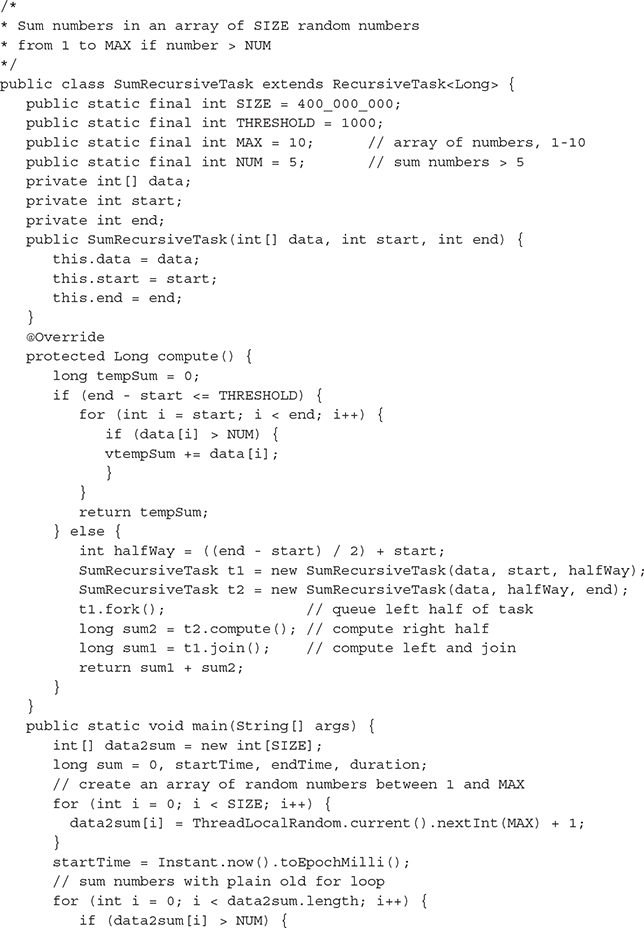 /*
* Sum numbers in an array of SIZE random numbers
* from 1 to MAX if number > NUM
*/
public class SumRecursiveTask extends RecursiveTask<Long> {
   public static final int SIZE = 400_000_000;
   public static final int THRESHOLD = 1000;
   public static final int MAX = 10;      // array of numbers, 1-10
   public static final int NUM = 5;       // sum numbers > 5
   private int[] data;
   private int start;
   private int end;
   public SumRecursiveTask(int[] data, int start, int end) {
      this.data = data;
      this.start = start;
      this.end = end;
   }
   @Override
   protected Long compute() {
      long tempSum = 0;
      if (end - start <= THRESHOLD) {
         for (int i = start; i < end; i++) {
            if (data[i] > NUM) {
            vtempSum += data[i];
            }
         }
         return tempSum;
      } else {
         int halfWay = ((end - start) / 2) + start;
         SumRecursiveTask t1 = new SumRecursiveTask(data, start, halfWay);
         SumRecursiveTask t2 = new SumRecursiveTask(data, halfWay, end);
         t1.fork();                // queue left half of task
         long sum2 = t2.compute(); // compute right half
         long sum1 = t1.join();    // compute left and join
         return sum1 + sum2;
      }
   }
   public static void main(String[] args) {
      int[] data2sum = new int[SIZE];
      long sum = 0, startTime, endTime, duration;
      // create an array of random numbers between 1 and MAX
      for (int i = 0; i < SIZE; i++) {
        data2sum[i] = ThreadLocalRandom.current().nextInt(MAX) + 1;
      }
      startTime = Instant.now().toEpochMilli();
      // sum numbers with plain old for loop
      for (int i = 0; i < data2sum.length; i++) {
         if (data2sum[i] > NUM) {